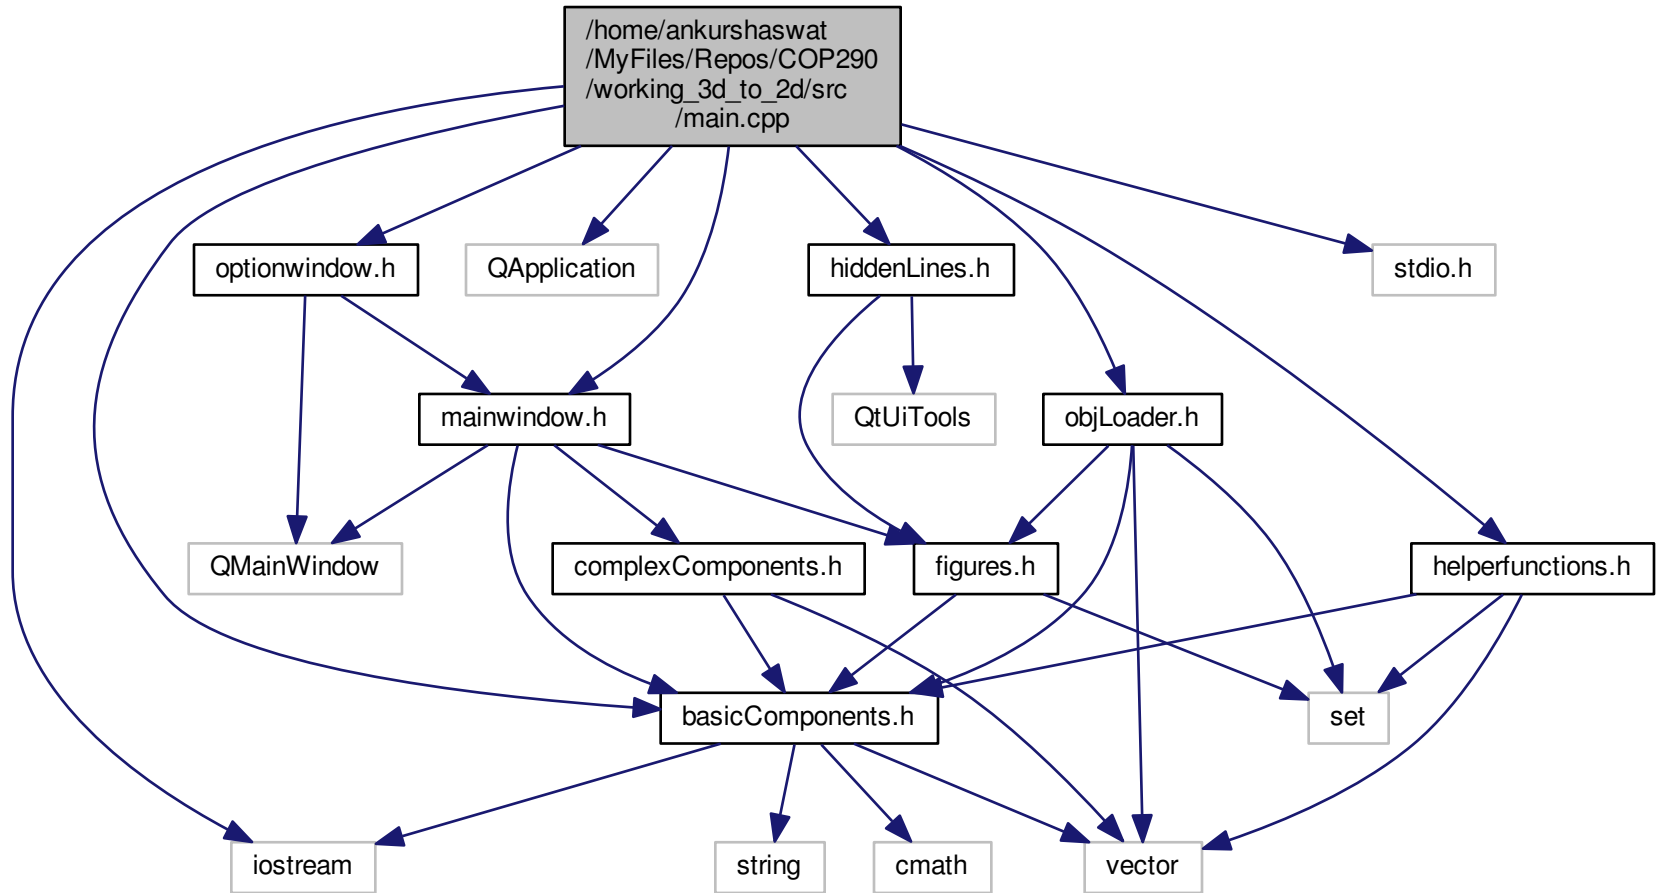 /home/ankurshaswat
/MyFiles/Repos/COP290
/working_3d_to_2d/src
/main.cpp
optionwindow.h
QApplication
hiddenLines.h
stdio.h
mainwindow.h
QtUiTools
objLoader.h
QMainWindow
complexComponents.h
figures.h
helperfunctions.h
basicComponents.h
set
iostream
string
cmath
vector